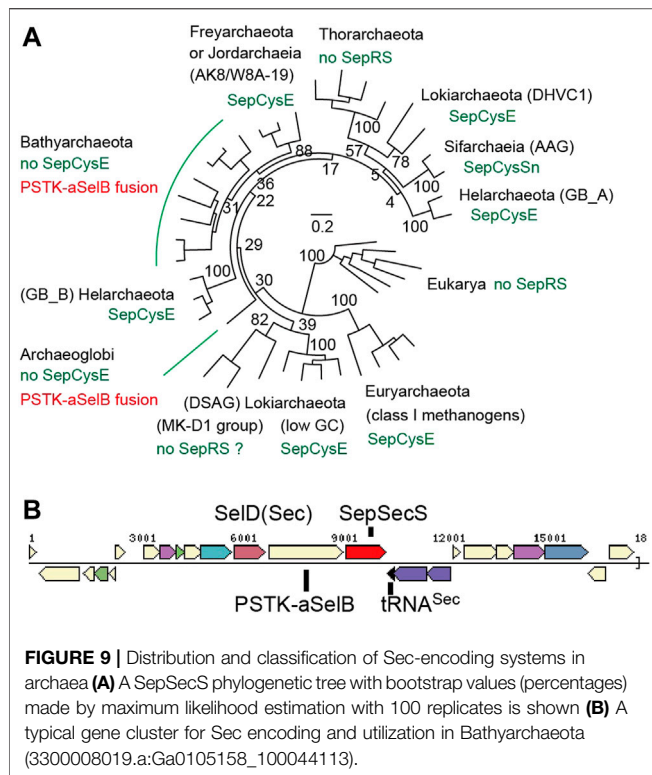 A
Freyarchaeota
or Jordarchaeia
(AK8/W8A-19)
SepCysE
Thorarchaeota
no SepRS
Lokiarchaeota (DHVC1)
SepCysE
Sifarchaeia (AAG)
SepCysSn
Helarchaeota (GB_A)
SepCysE
Bathyarchaeota
no SepCysE
PSTK-aSelB fusion
100
88
57
78
17
5
100
36
4
31
22
100
0.2
29
100
Eukarya no SepRS
100
30
(GB_B) Helarchaeota
SepCysE
100
82
39
100
Archaeoglobi
no SepCysE
PSTK-aSelB fusion
(DSAG) Lokiarchaeota
(MK-D1 group) (low GC)
no SepRS ? SepCysE
Euryarchaeota
(class I methanogens)
SepCysE
B
SelD(Sec) SepSecS
1 3001 6001 9001 12001 15001 18
PSTK-aSelB tRNASec
FIGURE 9 | Distribution and classification of Sec-encoding systems in
archaea (A) A SepSecS phylogenetic tree with bootstrap values (percentages)
made by maximum likelihood estimation with 100 replicates is shown (B) A
typical gene cluster for Sec encoding and utilization in Bathyarchaeota
(3300008019.a:Ga0105158_100044113).